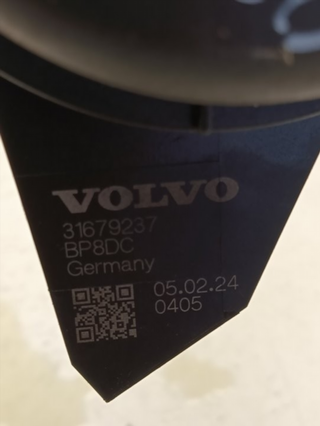 VOLVO
31679237
BP8DC
Germany
05.02.24
0405